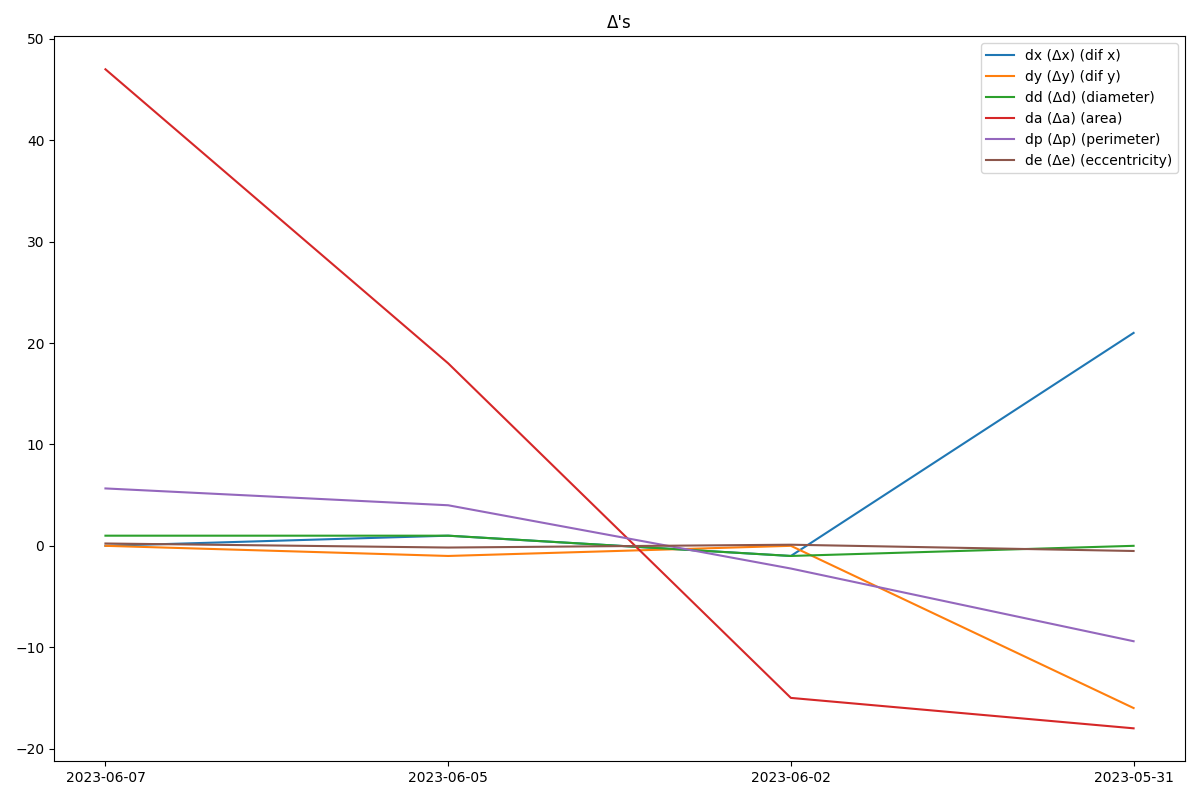 Δ's
50
40
30
20
10
0
−10
−20
dx (Δx) (dif x)
dy (Δy) (dif y)
dd (Δd) (diameter)
da (Δa) (area)
dp (Δp) (perimeter)
de (Δe) (eccentricity)
2023-06-07 2023-06-05 2023-06-02 2023-05-31